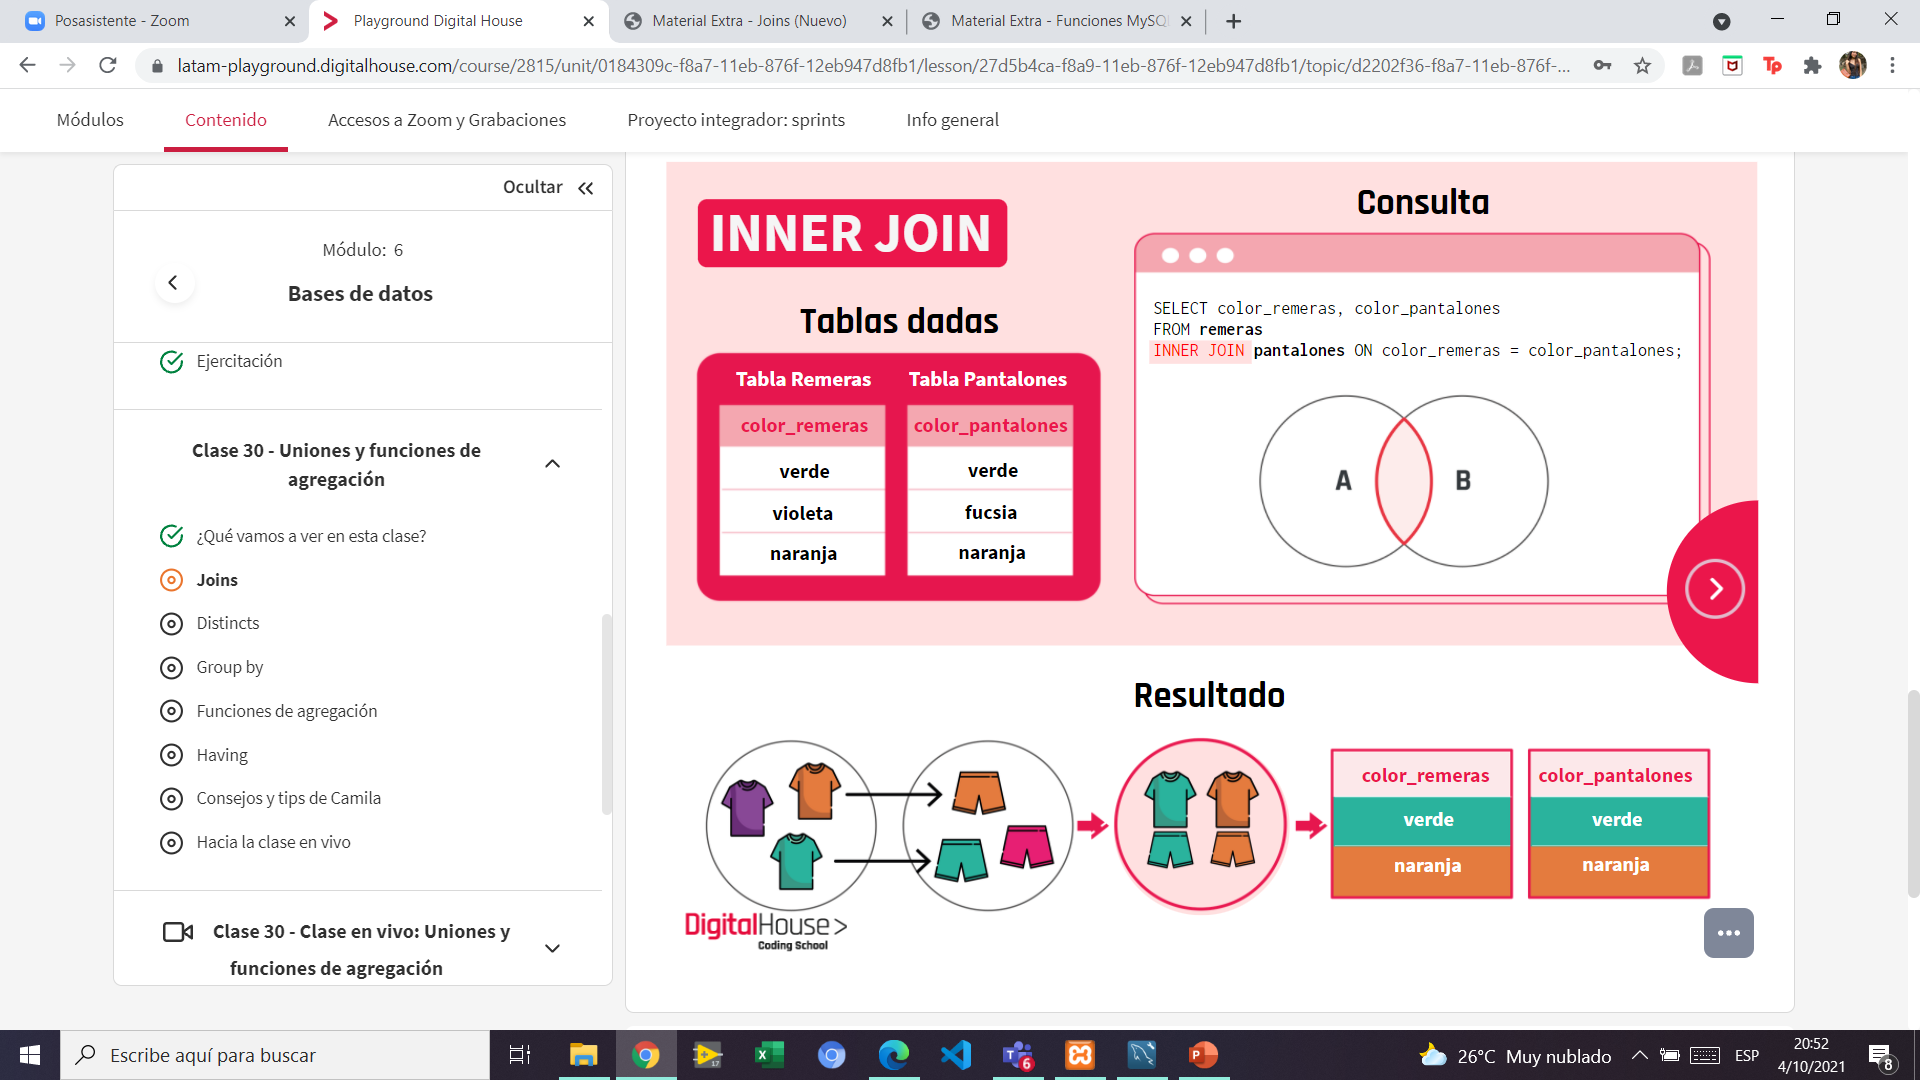 Posasistente - Zoom
Playground Digital House
Material Extra - Joins (Nuevo)
Material Extra - Funciones MySQL
latam-playground.digitalhouse.com/course/2815/unit/0184309c-f8a7-11eb-876f-12eb947d8fb1/lesson/27d5b4ca-f8a9-11eb-876f-12eb947d8fb1/topic/d2202f36-f8a7-11eb-876f-...
Módulos
Contenido
Accesos a Zoom y Grabaciones
Proyecto integrador: sprints
Info general
Ocultar
Módulo: 6
Bases de datos
Ejercitación
Clase 30 - Uniones y funciones de
agregación
¿Qué vamos a ver en esta clase?
Joins
Distincts
Group by
Funciones de agregación
Having
Consejos y tips de Camila
Hacia la clase en vivo
Clase 30 - Clase en vivo: Uniones y
funciones de agregación
INNER JOIN
Tablas dadas
Tabla Remeras Tabla Pantalones
color_remeras color_pantalones
verde verde
violeta fucsia
naranja naranja
Consulta
SELECT color_remeras, color_pantalones
FROM remeras
INNER JOIN pantalones ON color_remeras = color_pantalones;
A B
Resultado
color_remeras color_pantalones
verde verde
naranja naranja
DigitalHouse>
Coding School
Escribe aquí para buscar
17
6
26°C Muy nublado
ESP
20:52
4/10/2021
8